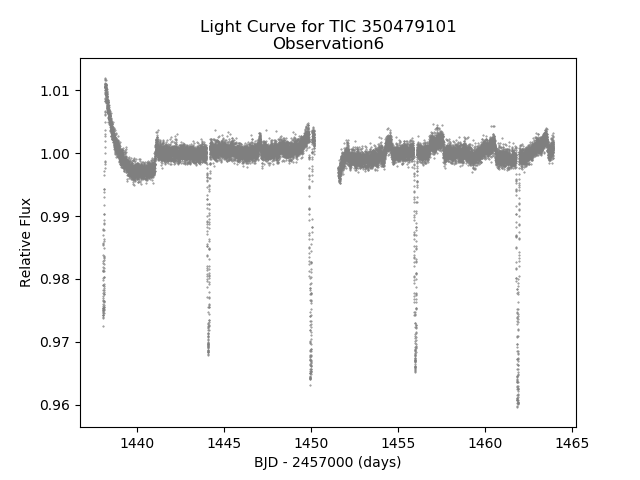 Light Curve for TIC 350479101
Observation6
1.01
1.00
0.99
0.98
0.97
0.96
Relative Flux
1440 1445 1450 1455 1460 1465
BJD - 2457000 (days)